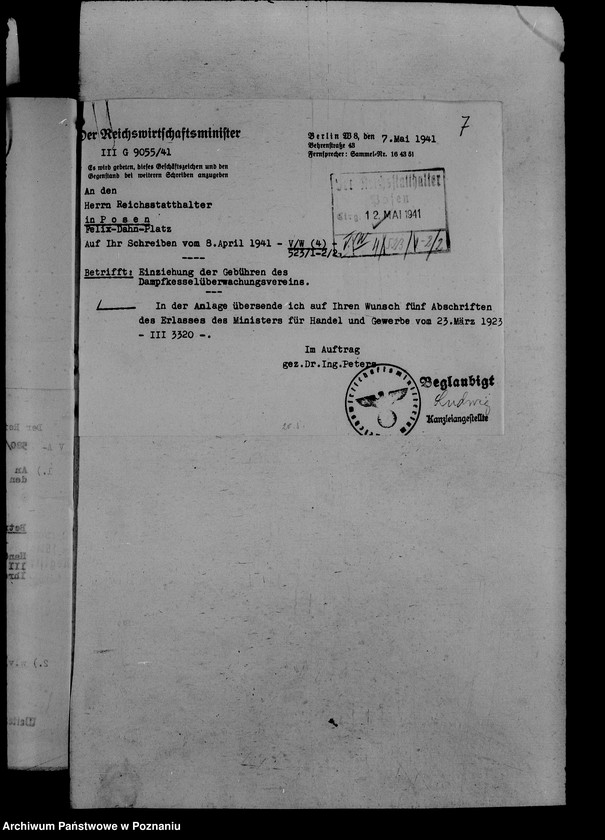 7
Der Reichswirtschaftsminister
III G 9055/41
Es wird gebeten, dieses Geschäftszeichen und den
Gegenstand bei weiteren Schreiben anzugeben
Berlin W 8, den 7. Mai 1941
Behrenstraße 43
Fernsprecher: Sammel-Nr. 16 43 51
Der Reichsstatthalter
Posen
Eing. 12. MAI 1941
An den
Herrn Reichsstatthalter
in Posen
Felix-Dahn-Platz
Auf Ihr Schreiben vom 8.April 1941 - V/W (4) -
523/1-2/2.
Betrifft: Einziehung der Gebühren des
Dampfkesselüberwachungsvereins.
In der Anlage übersende ich auf Ihren Wunsch fünf Abschriften
des Erlasses des Ministers für Handel und Gewerbe vom 23.März 1923
- III 3320 -.
Im Auftrag
gez.Dr.Ing.Peters
Reichswirtschaftsministerium
Beglaubigt
Ludwig
Kanzleiangestellte
Archiwum Państwowe w Poznaniu